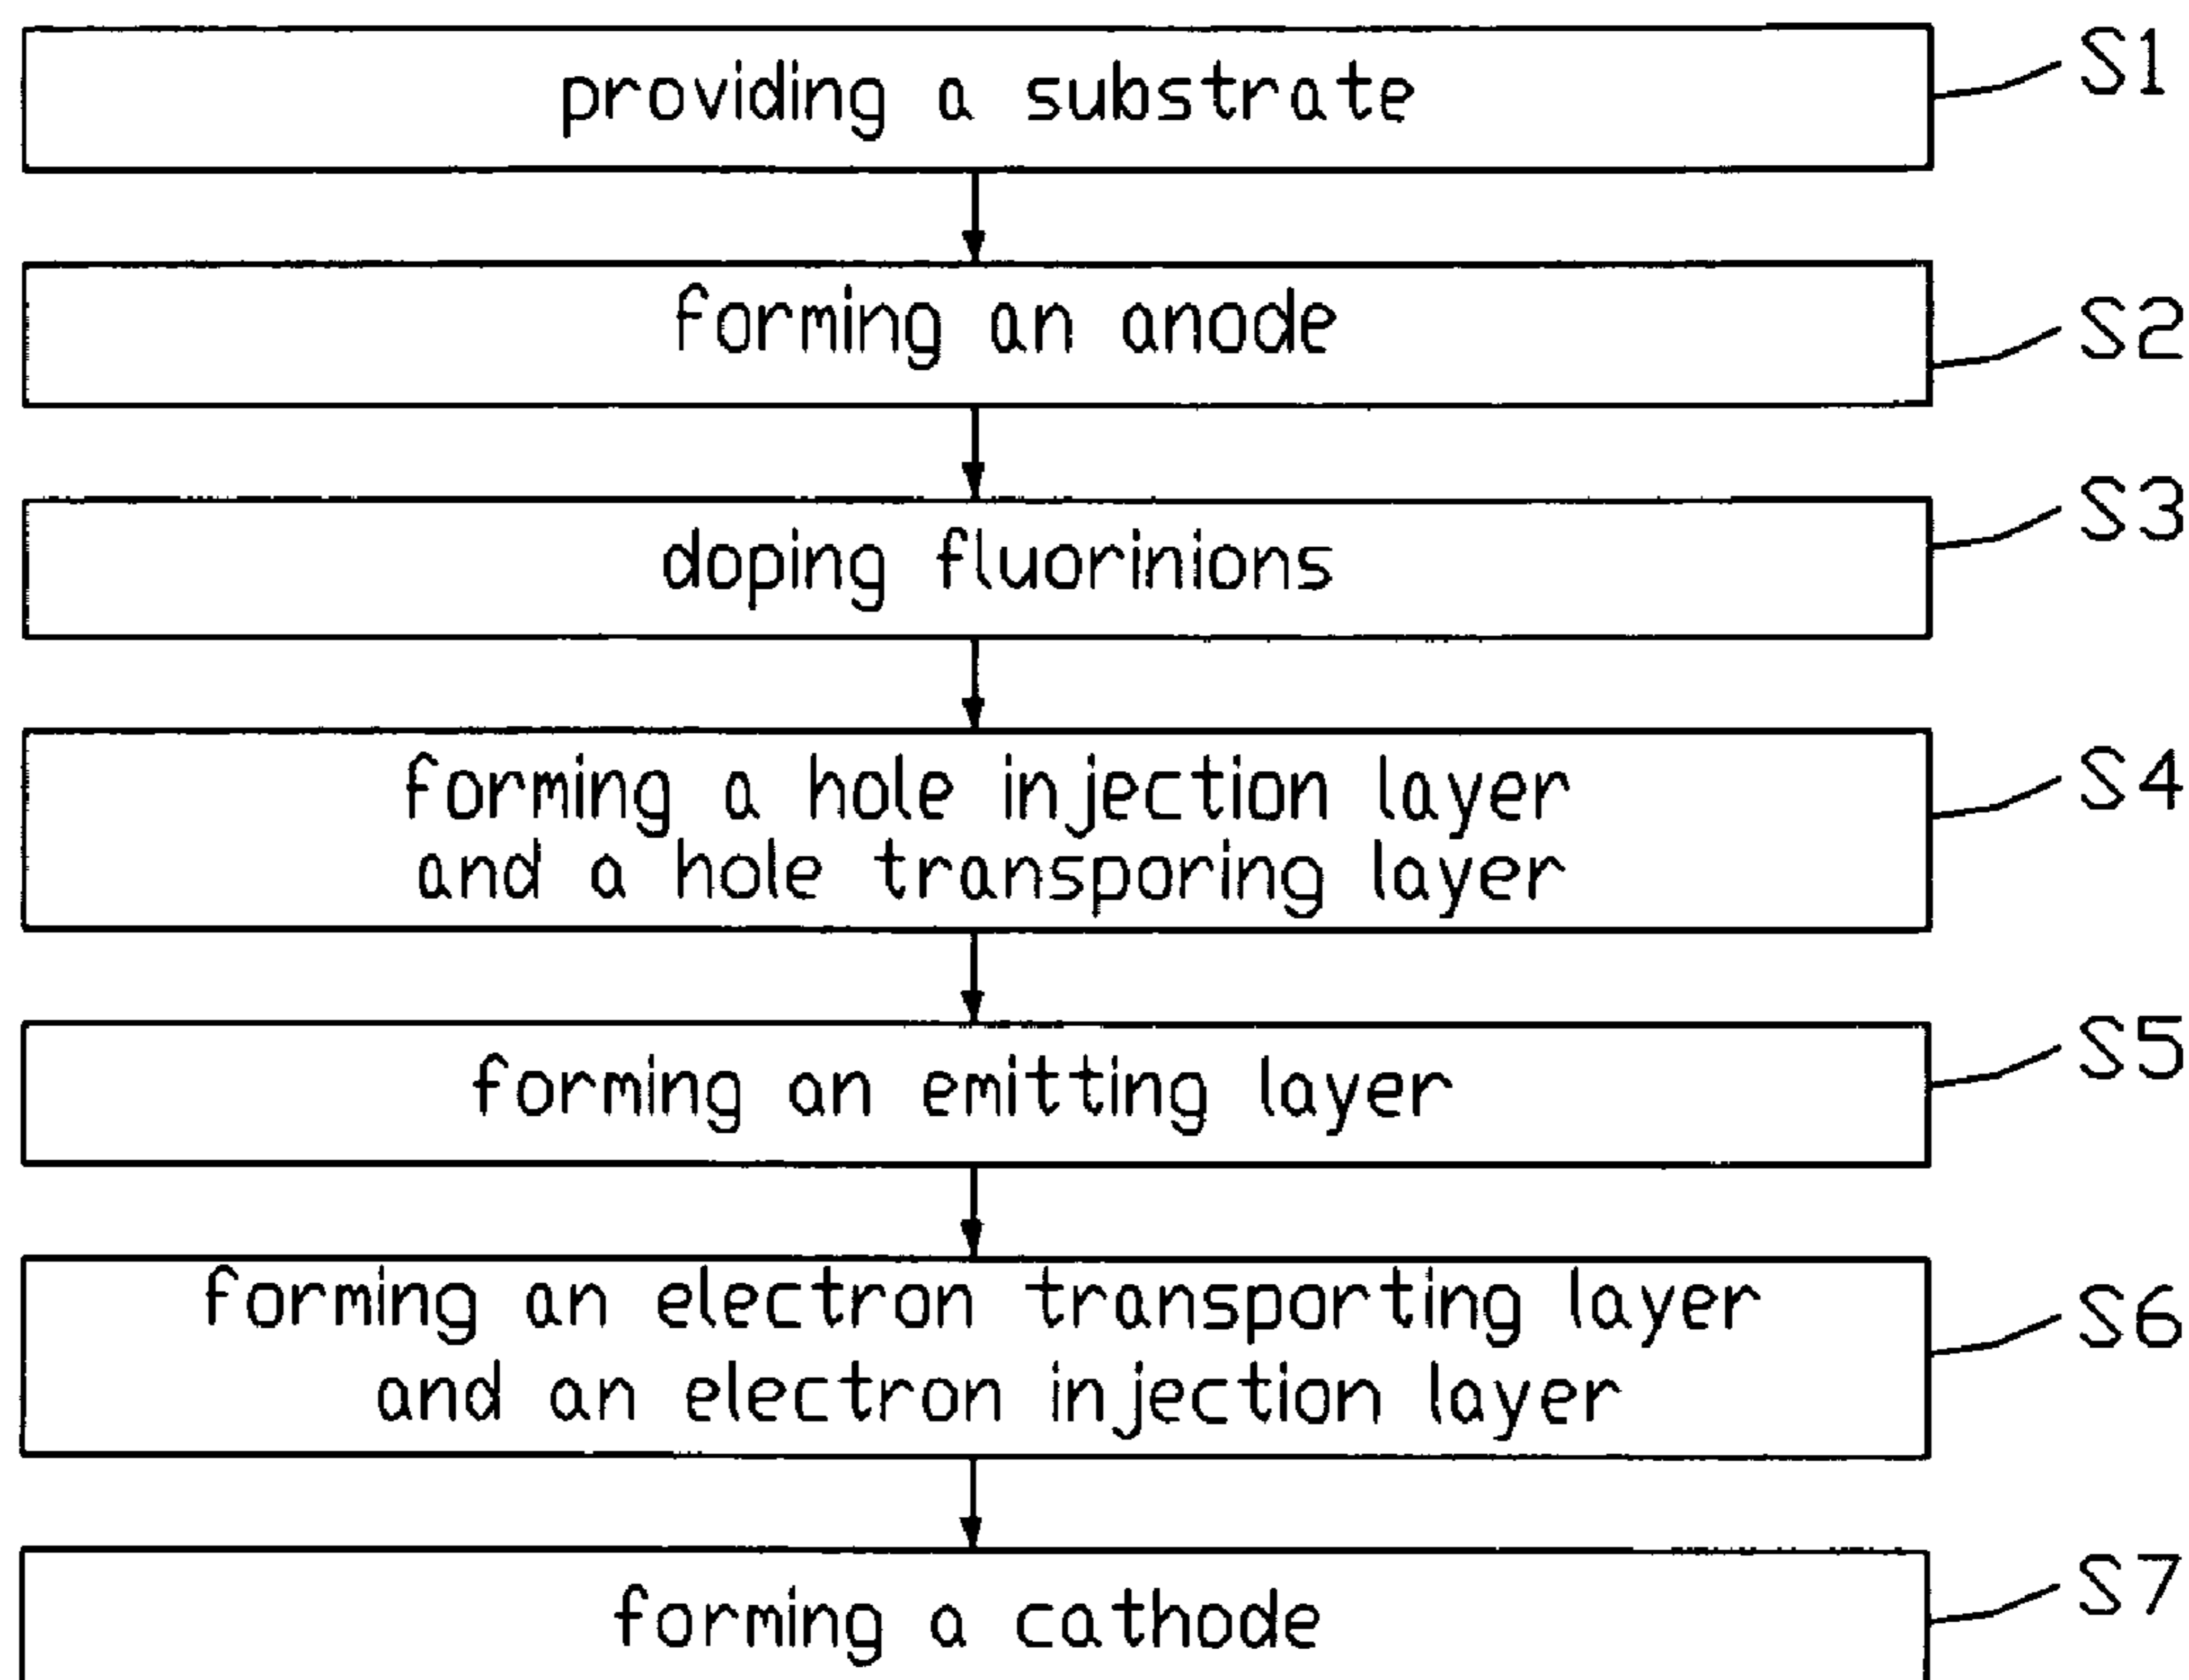 providing a substrate S1
forming an anode S2
doping fluorinions S3
forming a hole injection layer S4
and a hole transporing layer
forming an emitting layer S5
forming an electron transporting layer S6
and an electron injection layer
forming a cathode S7